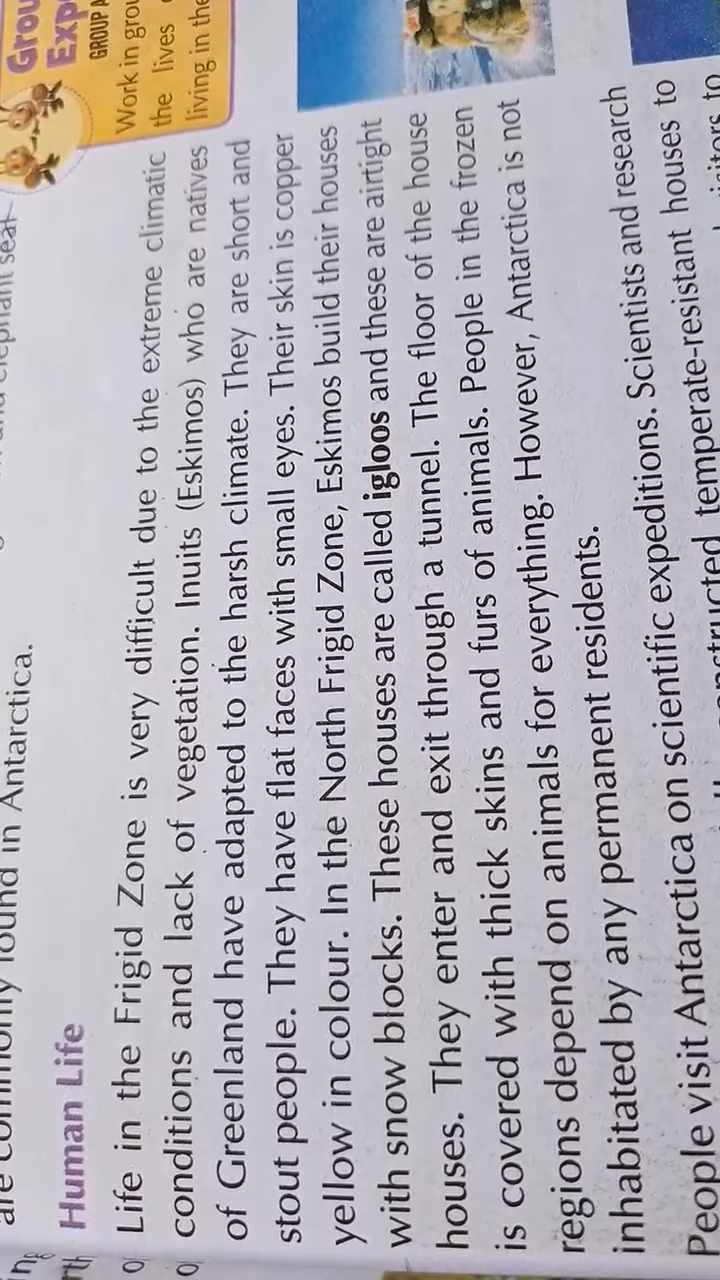 are commonly found in Antarctica.
Human Life
Life in the Frigid Zone is very difficult due to the extreme climatic
conditions and lack of vegetation. Inuits (Eskimos) who are natives
of Greenland have adapted to the harsh climate. They are short and
stout people. They have flat faces with small eyes. Their skin is copper
yellow in colour. In the North Frigid Zone, Eskimos build their houses
with snow blocks. These houses are called igloos and these are airtight
houses. They enter and exit through a tunnel. The floor of the house
is covered with thick skins and furs of animals. People in the frozen
regions depend on animals for everything. However, Antarctica is not
inhabitated by any permanent residents.
People visit Antarctica on scientific expeditions. Scientists and research
temperate-resistant houses to
GROUP A
Work in
the lives
living in the